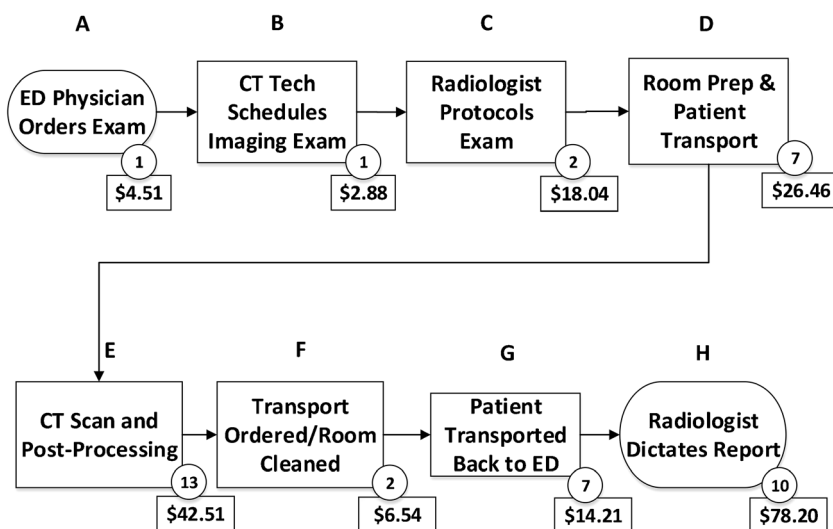 A
B
C
D
ED Physician
Orders Exam
1
$4.51
CT Tech
Schedules
Imaging Exam
1
$2.88
Radiologist
Protocols
Exam
2
$18.04
Room Prep &
Patient
Transport
7
$26.46
E
F
G
H
CT Scan and
Post-Processing
13
$42.51
Transport
Ordered/Room
Cleaned
2
$6.54
Patient
Transported
Back to ED
7
$14.21
Radiologist
Dictates Report
10
$78.20